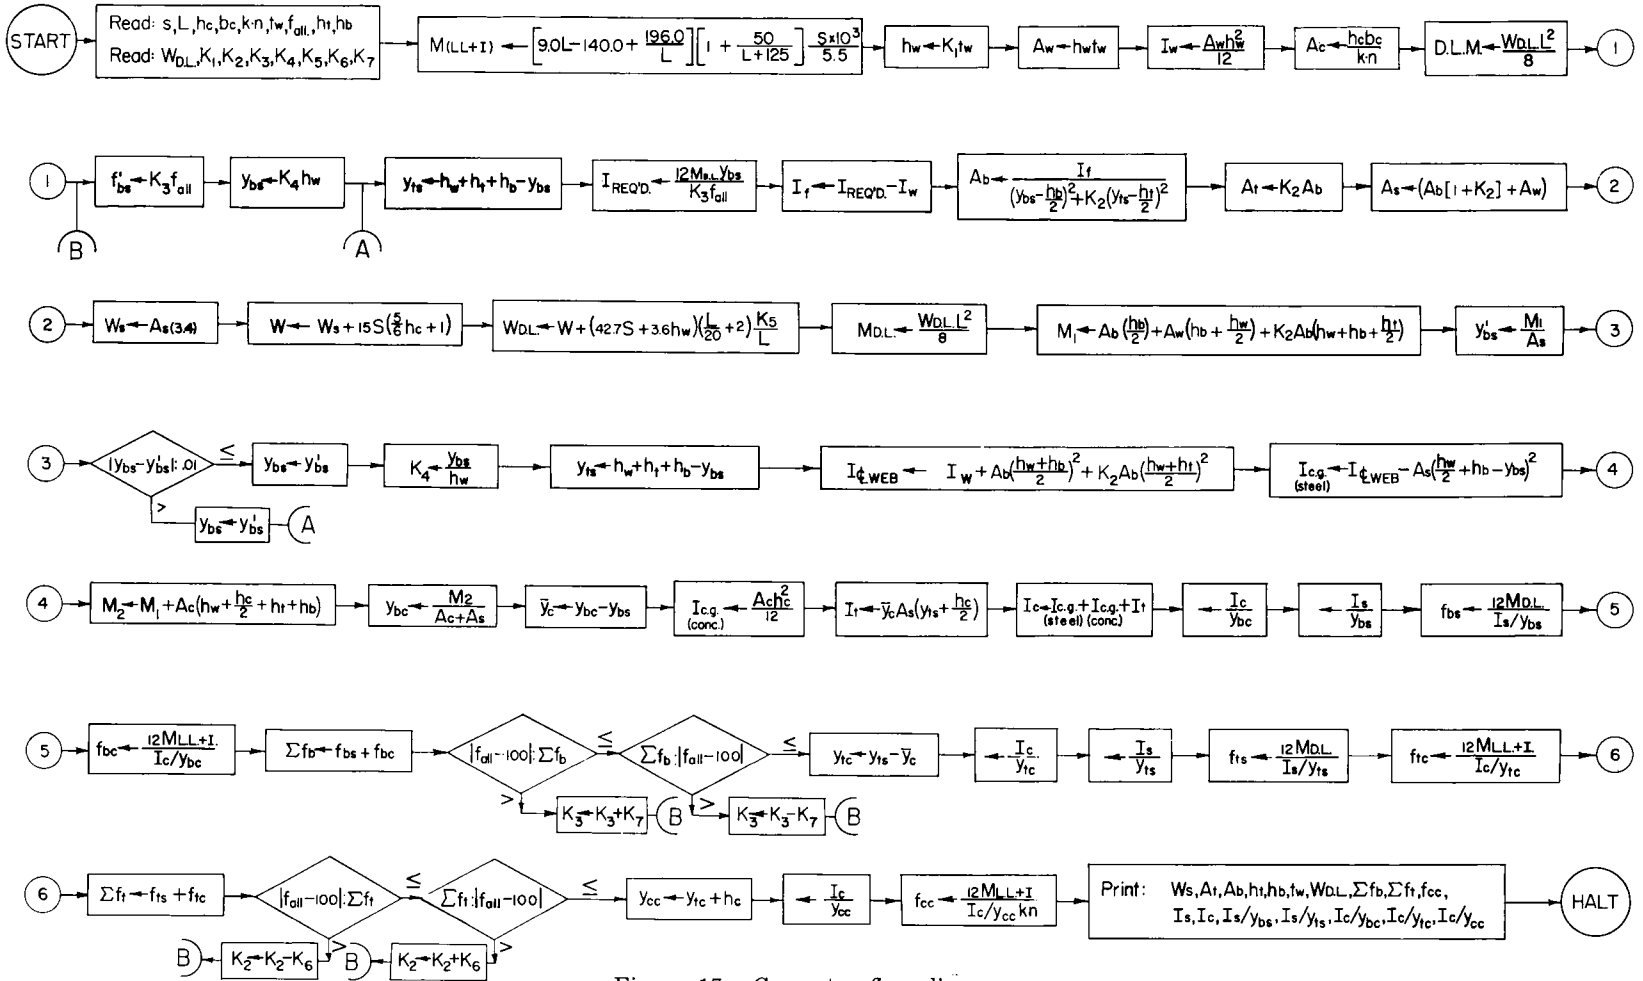 START
Read: s,L,hc,bc,k·n,tw,fall.,ht,hb
Read: WD.L.,K1,K2,K3,K4,K5,K6,K7
M(LL+I) ← [9.0L-140.0+ 196.0/L][1 + 50/(L+125)] S×10³/5.5
hw←K1tw
Aw←hwtw
Iw←Awhw²/12
Ac←hcbc/k·n
D.L.M.←WD.L.L²/8
1
1
f'bs←K3fall
ybs←K4hw
yts←hw+ht+hb-ybs
IREQ'D.←12MD.L.ybs/K3fall
If←IREQ'D.-Iw
Ab←If/((ybs-hb/2)²+K2(yts-ht/2)²)
At←K2Ab
As←(Ab[1+K2]+Aw)
2
B
A
2
Ws←As(3.4)
W← Ws+15S(5/6hc+1)
WD.L.←W+(42.7S+3.6hw)(L/20+2)K5/L
MD.L.←WD.L.L²/8
M1←Ab(hb/2)+Aw(hb+hw/2)+K2Ab(hw+hb+ht/2)
y'bs←M1/As
3
3
|ybs-y'bs|:.01
≤
ybs←y'bs
K4←ybs/hw
yts←hw+ht+hb-ybs
I℄WEB ← Iw+Ab(hw+hb/2)²+K2Ab(hw+ht/2)²
Ic.g.(steel)←I℄WEB-As(hw/2+hb-ybs)²
4
>
ybs←y'bs
A
4
M2←M1+Ac(hw+hc/2+ht+hb)
ybc←M2/(Ac+As)
ȳc←ybc-ybs
Ic.g.(conc.)←Achc²/12
It←ȳcAs(yts+hc/2)
Ic←Ic.g.(steel)+Ic.g.(conc.)+It
←Ic/ybc
←Is/ybs
fbs←12MD.L./(Is/ybs)
5
5
fbc←12MLL.+I./(Ic/ybc)
Σfb←fbs+fbc
|fall-100|:Σfb
≤
Σfb:|fall-100|
≤
ytc←yts-ȳc
←Ic/ytc
←Is/yts
fts←12MD.L./(Is/yts)
ftc←12MLL.+I./(Ic/ytc)
6
>
K3←K3+K7
B
>
K3←K3-K7
B
6
Σft←fts+ftc
|fall-100|:Σft
≤
Σft:|fall-100|
≤
ycc←ytc+hc
←Ic/ycc
fcc←12MLL.+I/(Ic/ycc kn)
Print: Ws,At,Ab,ht,hb,tw,WD.L,Σfb,Σft,fcc,
Is,Ic,Is/ybs,Is/yts,Ic/ybc,Ic/ytc,Ic/ycc
HALT
B
K2←K2-K6
>
B
K2←K2+K6
>